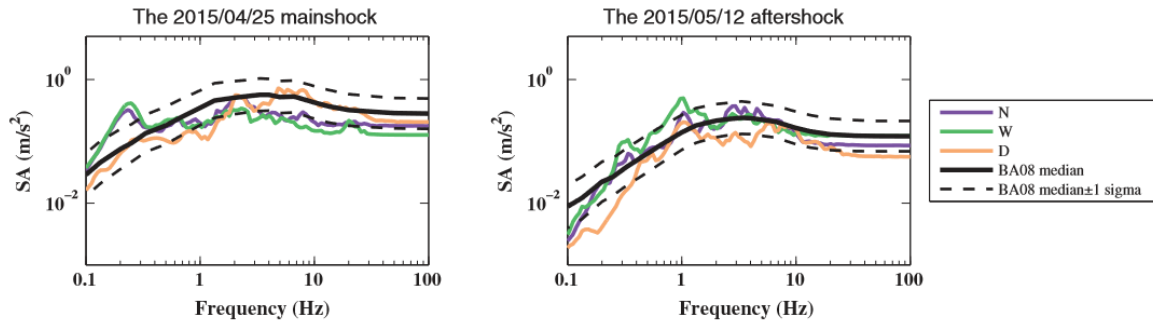 The 2015/04/25 mainshock
The 2015/05/12 aftershock
SA (m/s²)
10⁰
10⁻²
0.1 1 10 100
Frequency (Hz)
SA (m/s²)
10⁰
10⁻²
0.1 1 10 100
Frequency (Hz)
N
W
D
BA08 median
BA08 median±1 sigma